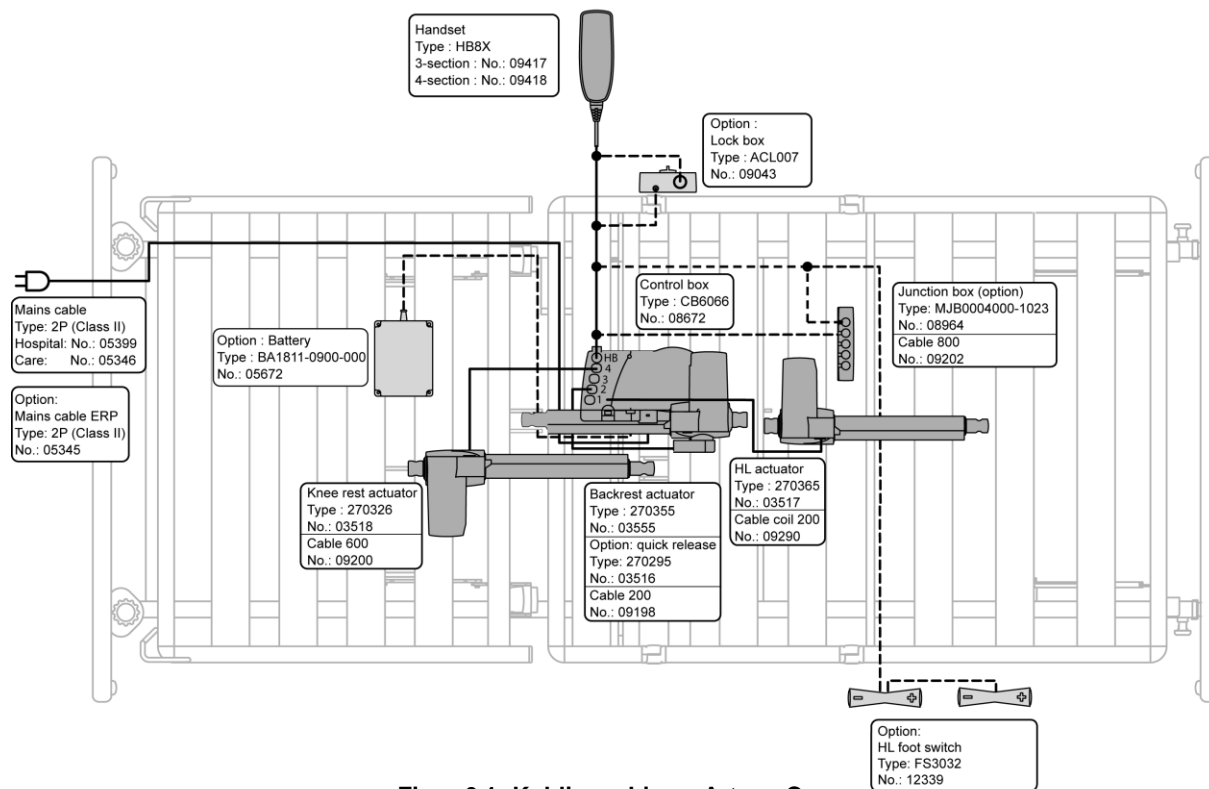 Handset
Type : HB8X
3-section : No.: 09417
4-section : No.: 09418
Option :
Lock box
Type : ACL007
No.: 09043
Mains cable
Type: 2P (Class II)
Hospital: No.: 05399
Care: No.: 05346
Option:
Mains cable ERP
Type: 2P (Class II)
No.: 05345
Option : Battery
Type : BA1811-0900-000
No.: 05672
Control box
Type : CB6066
No.: 08672
Junction box (option)
Type: MJB0004000-1023
No.: 08964
Cable 800
No.: 09202
HB
4
3
2
1
Knee rest actuator
Type : 270326
No.: 03518
Cable 600
No.: 09200
Backrest actuator
Type : 270355
No.: 03555
Option: quick release
Type: 270295
No.: 03516
Cable 200
No.: 09198
HL actuator
Type : 270365
No.: 03517
Cable coil 200
No.: 09290
− + − +
Option:
HL foot switch
Type: FS3032
No.: 12339